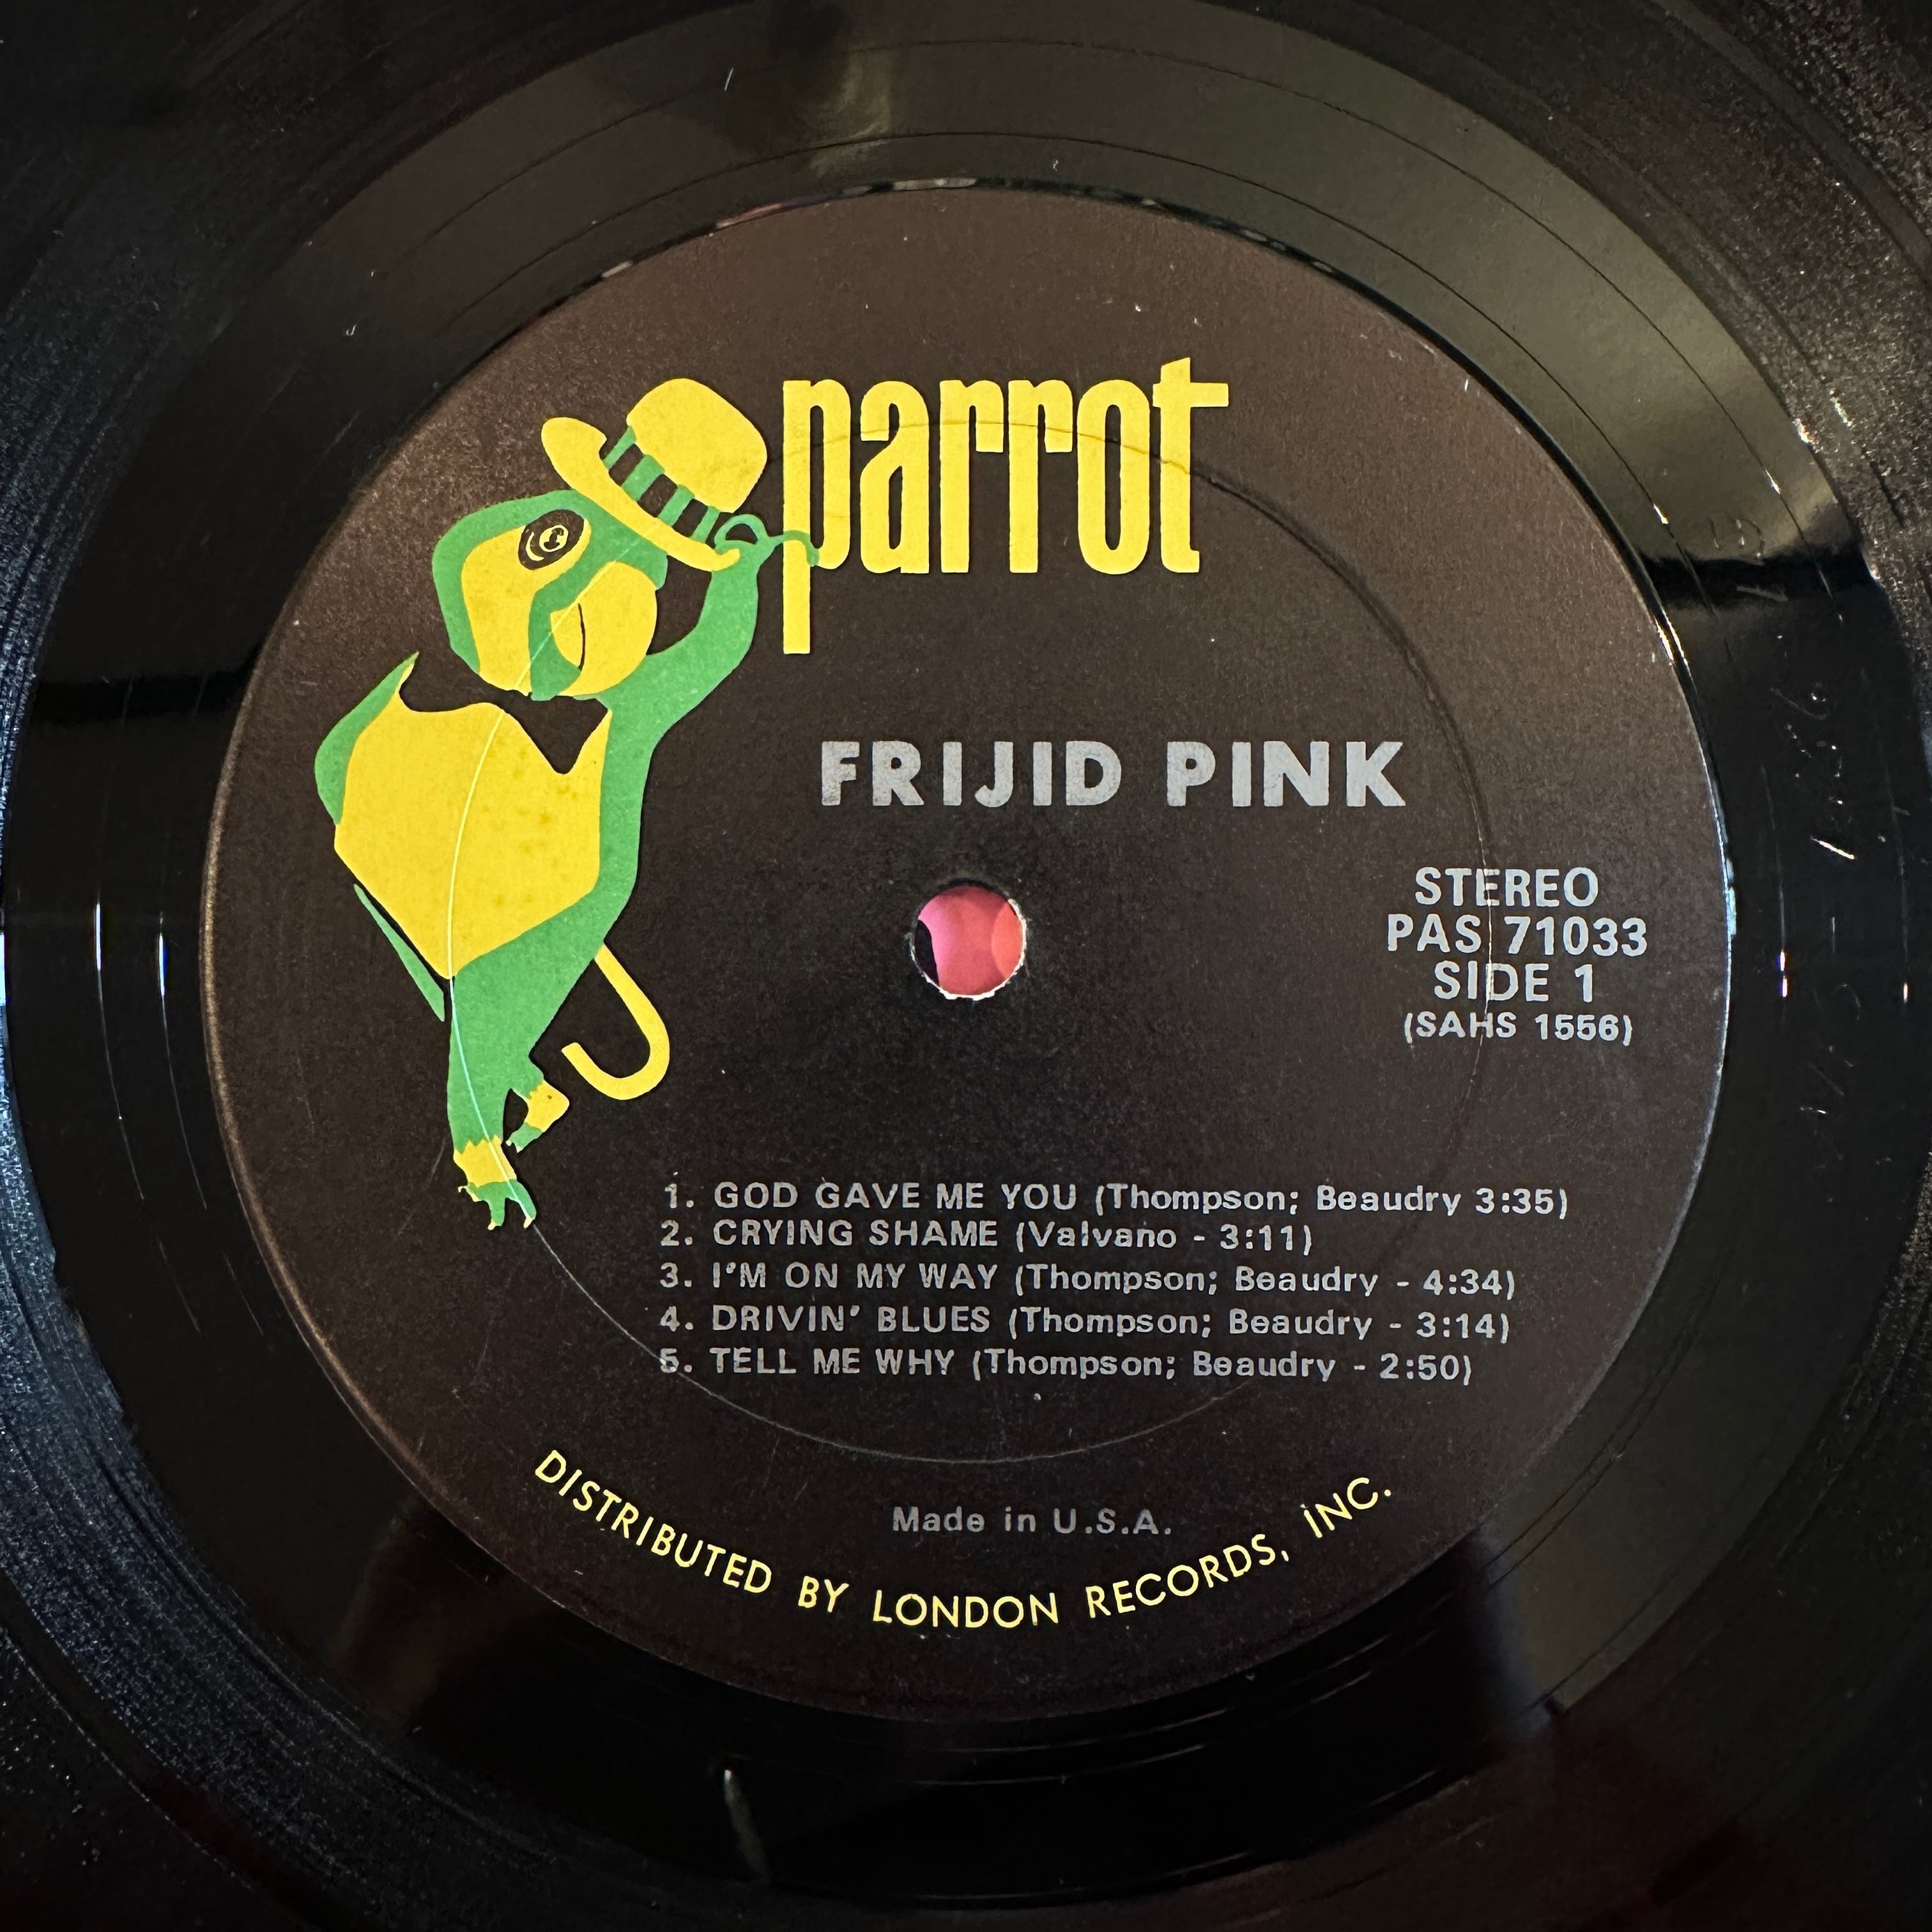 parrot
FRIJID PINK
STEREO
PAS 71033
SIDE 1
(SAHS 1556)
1. GOD GAVE ME YOU (Thompson; Beaudry 3:35)
2. CRYING SHAME (Valvano - 3:11)
3. I'M ON MY WAY (Thompson; Beaudry - 4:34)
4. DRIVIN' BLUES (Thompson; Beaudry - 3:14)
5. TELL ME WHY (Thompson; Beaudry - 2:50)
Made in U.S.A.
DISTRIBUTED BY LONDON RECORDS, INC.